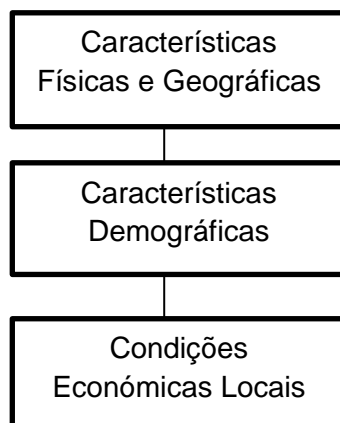 Características
Físicas e Geográficas
Características
Demográficas
Condições
Económicas Locais